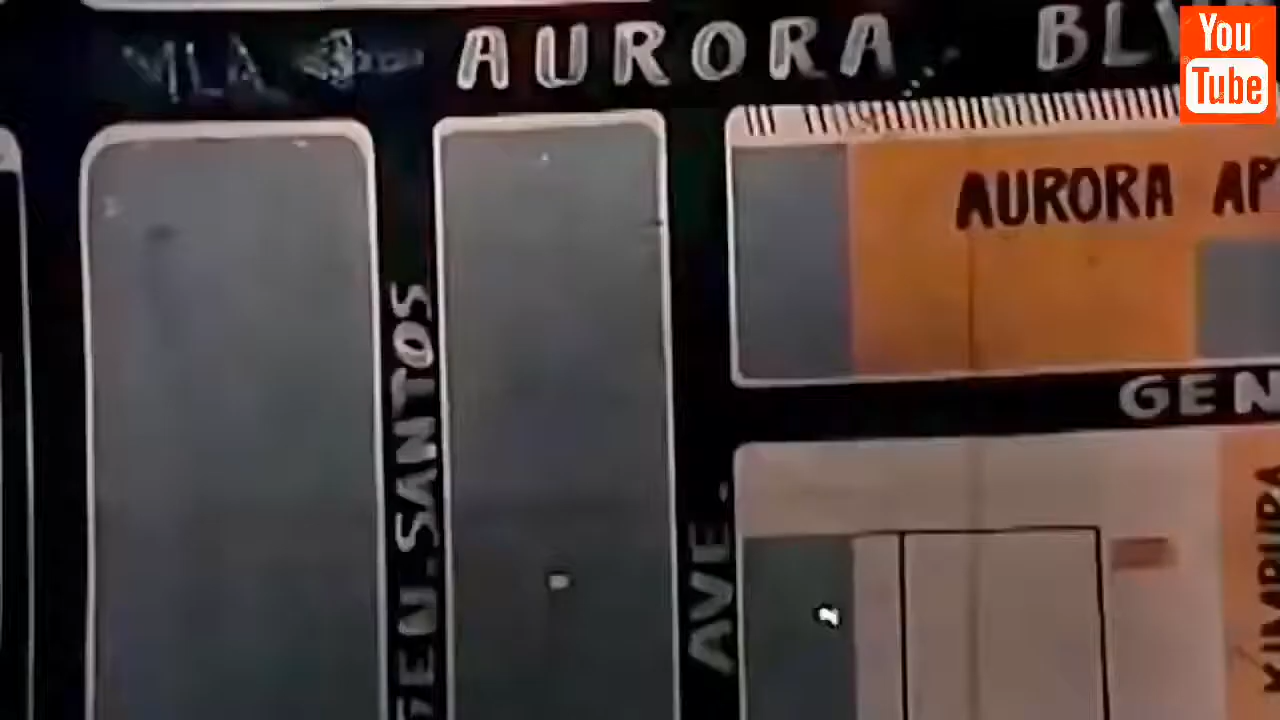 AURORA BLV
You
Tube
AURORA AP
GEN
GEN. SANTOS
AVE.